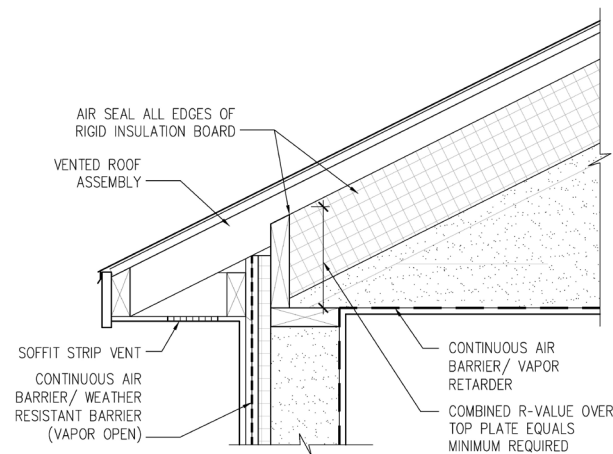 AIR SEAL ALL EDGES OF
RIGID INSULATION BOARD
VENTED ROOF
ASSEMBLY
SOFFIT STRIP VENT
CONTINUOUS AIR
BARRIER/ WEATHER
RESISTANT BARRIER
(VAPOR OPEN)
CONTINUOUS AIR
BARRIER/ VAPOR
RETARDER
COMBINED R-VALUE OVER
TOP PLATE EQUALS
MINIMUM REQUIRED